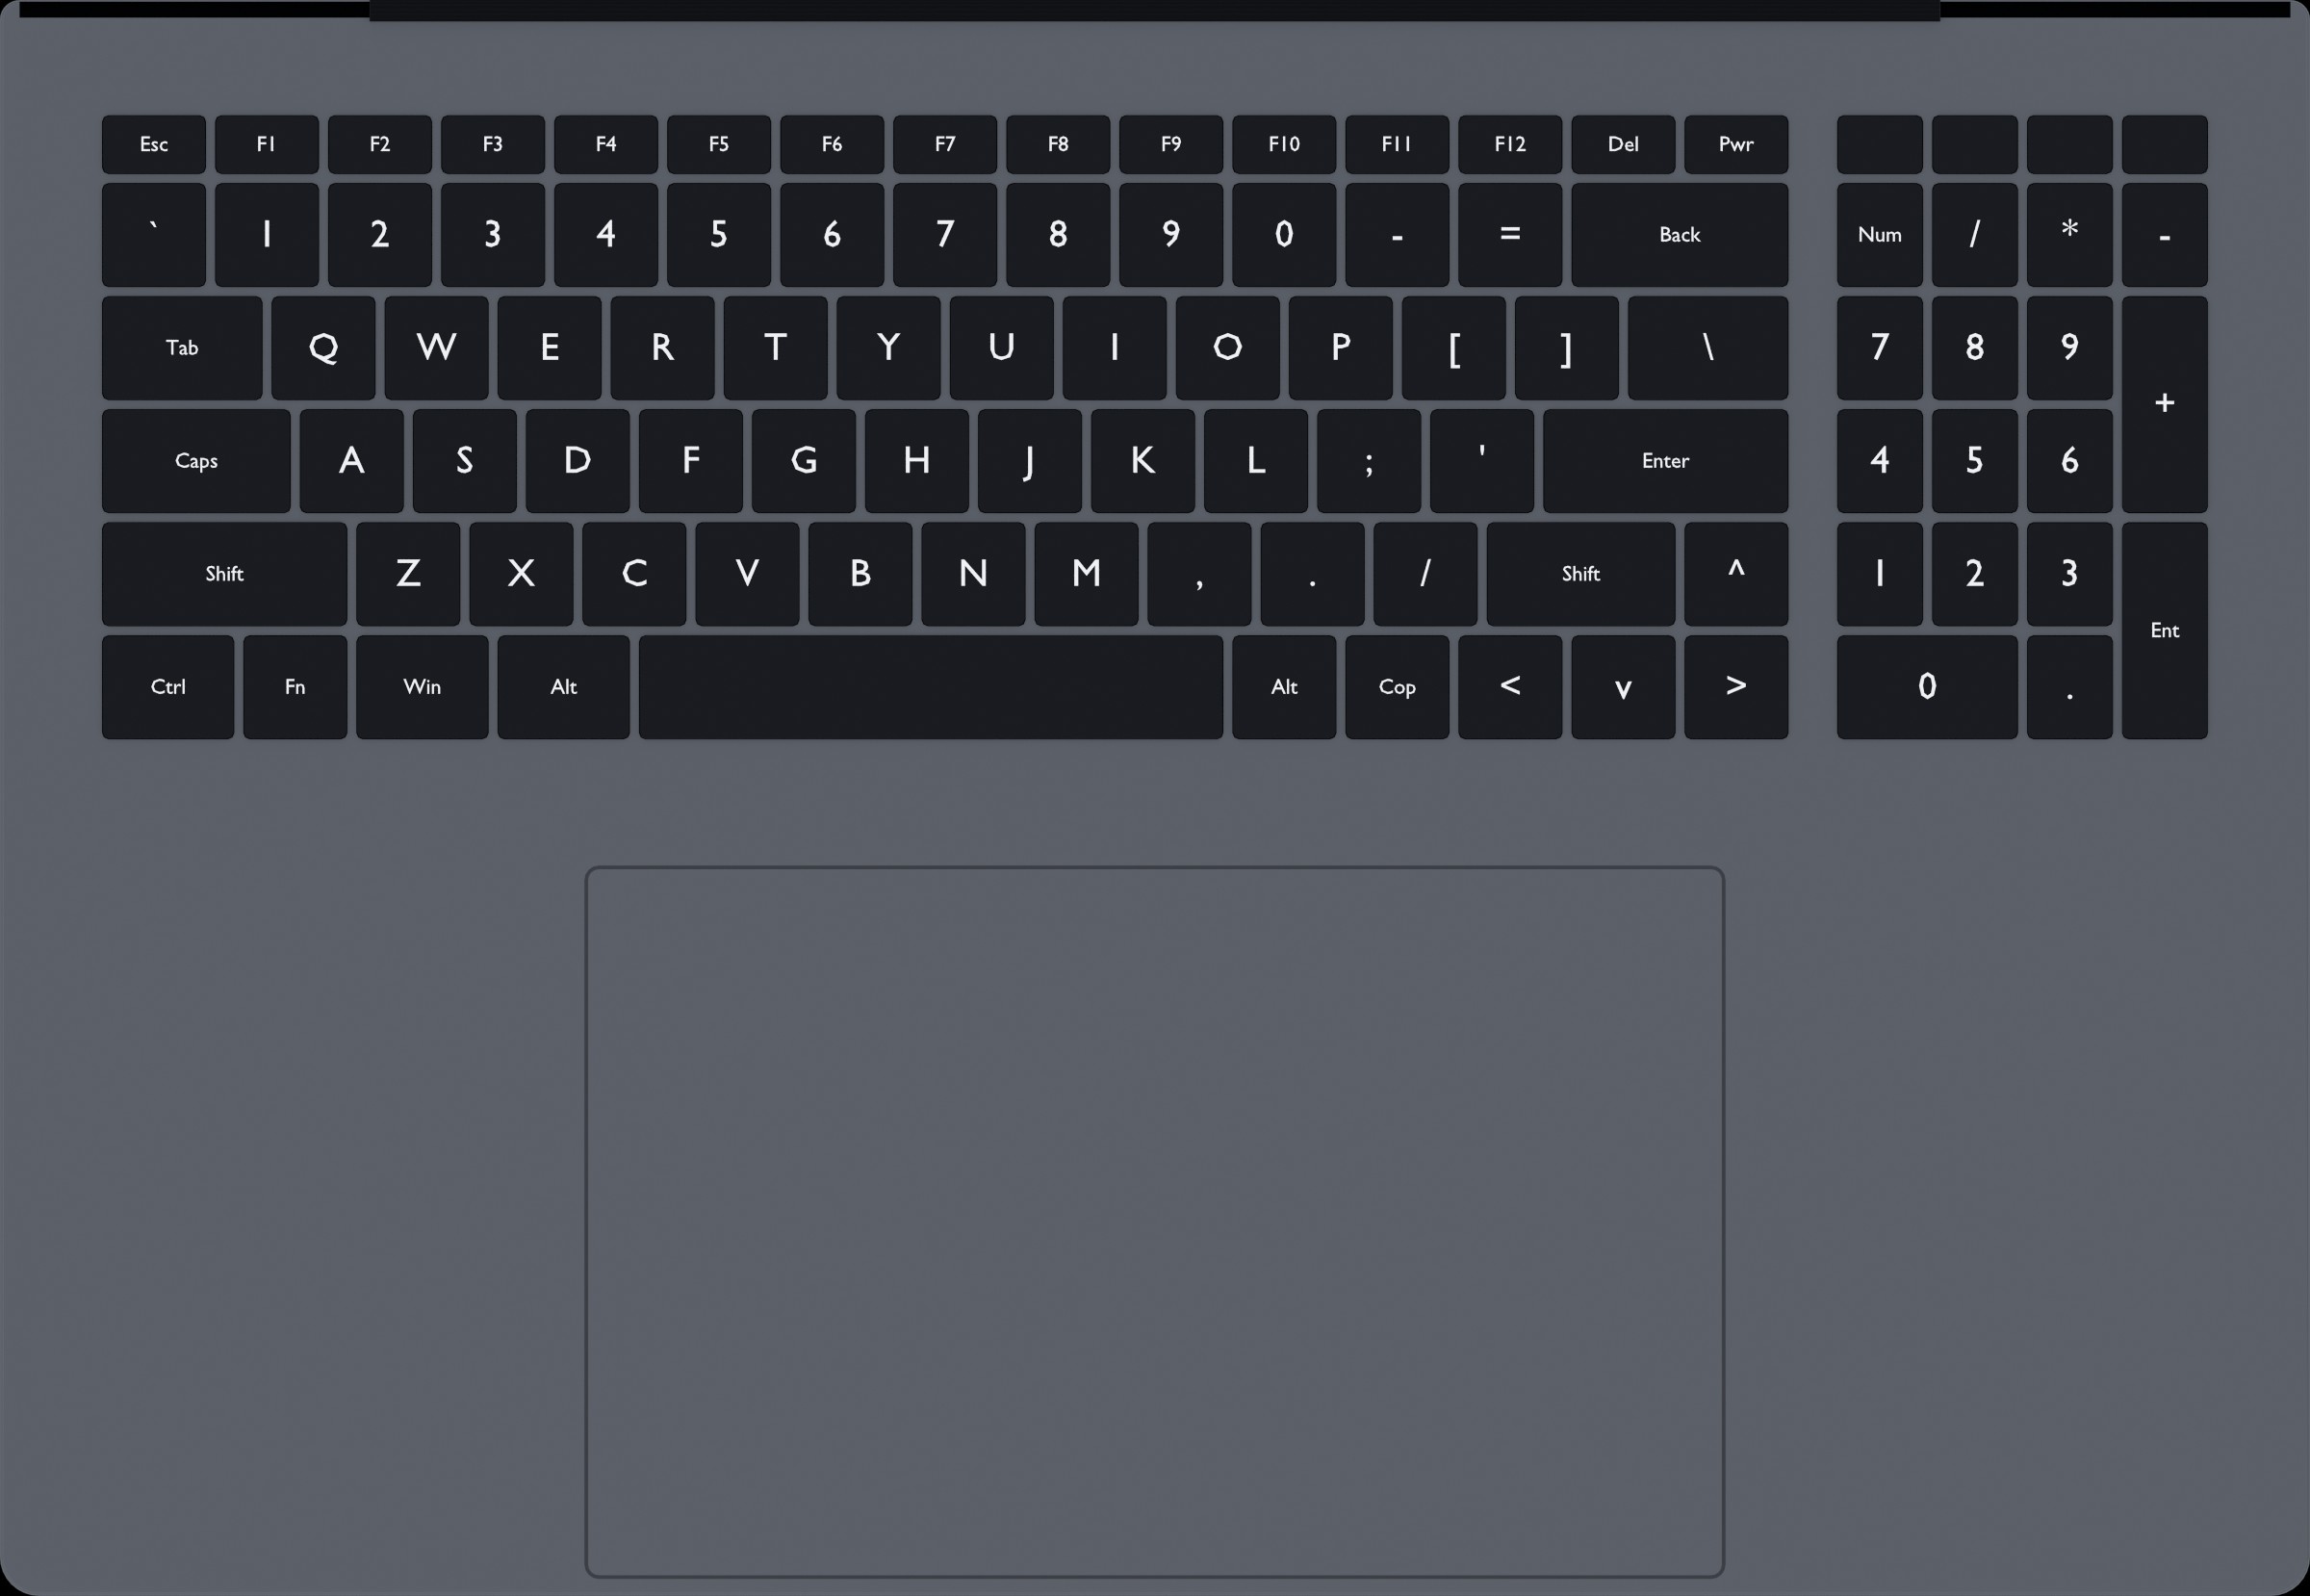 Esc F1 F2 F3 F4 F5 F6 F7 F8 F9 F10 F11 F12 Del Pwr
` 1 2 3 4 5 6 7 8 9 0 - = Back Num / * -
Tab Q W E R T Y U I O P [ ] \ 7 8 9 +
Caps A S D F G H J K L ; ' Enter 4 5 6
Shift Z X C V B N M , . / Shift ^ 1 2 3 Ent
Ctrl Fn Win Alt Alt Cop < v > 0 .